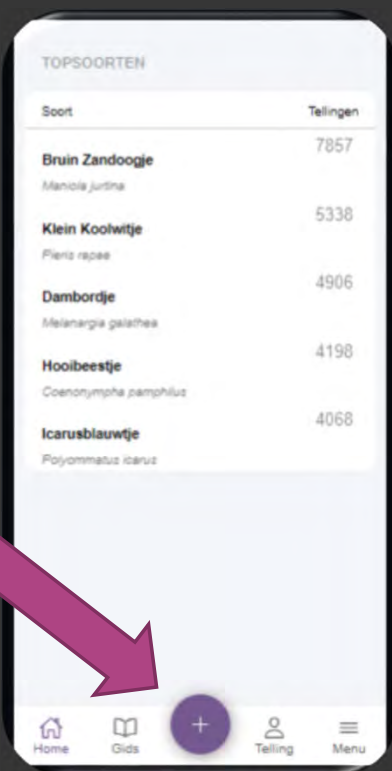 TOPSOORTEN
Soort Tellingen
Bruin Zandoogje 7857
Maniola jurtina
Klein Koolwitje 5338
Pieris rapae
Dambordje 4906
Melanargia galathea
Hooibeestje 4198
Coenonympha pamphilus
Icarusblauwtje 4068
Polyommatus icarus
+
Home Gids Telling Menu